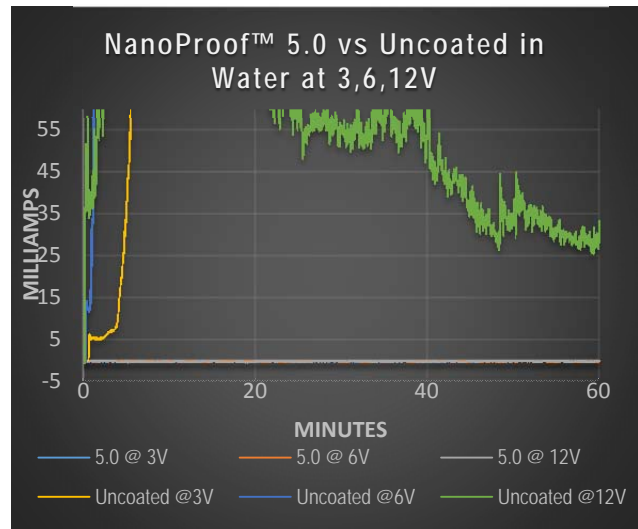 NanoProof™ 5.0 vs Uncoated in
Water at 3,6,12V
MILLIAMPS
55
45
35
25
15
5
-5
0
20
40
60
MINUTES
5.0 @ 3V
5.0 @ 6V
5.0 @ 12V
Uncoated @3V
Uncoated @6V
Uncoated @12V